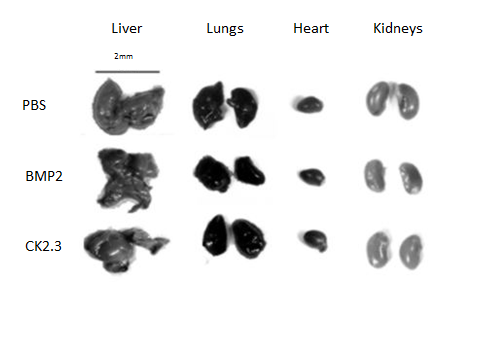 Liver Lungs Heart Kidneys
2mm
PBS
BMP2
CK2.3